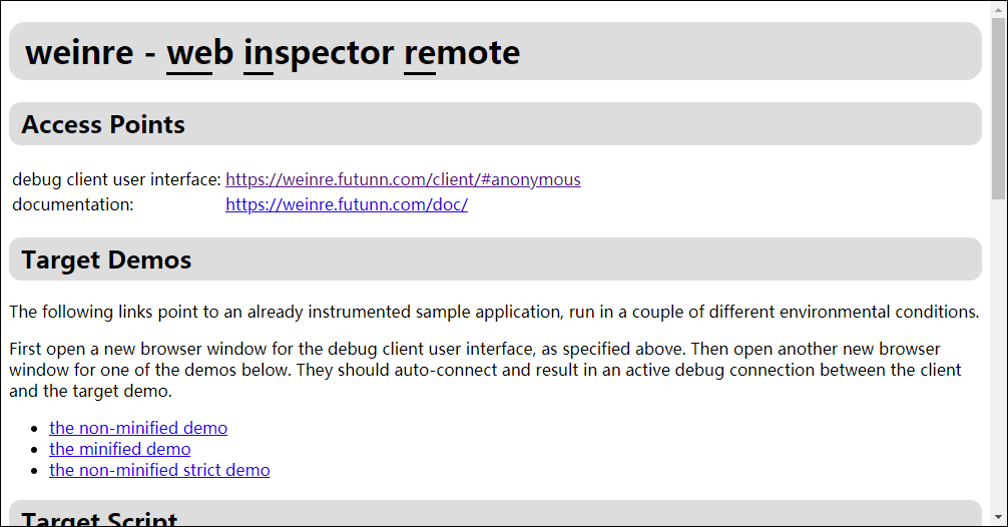 weinre - web inspector remote
Access Points
debug client user interface: https://weinre.futunn.com/client/#anonymous
documentation: https://weinre.futunn.com/doc/
Target Demos
The following links point to an already instrumented sample application, run in a couple of different environmental conditions.
First open a new browser window for the debug client user interface, as specified above. Then open another new browser
window for one of the demos below. They should auto-connect and result in an active debug connection between the client
and the target demo.
• the non-minified demo
• the minified demo
• the non-minified strict demo
Target Script